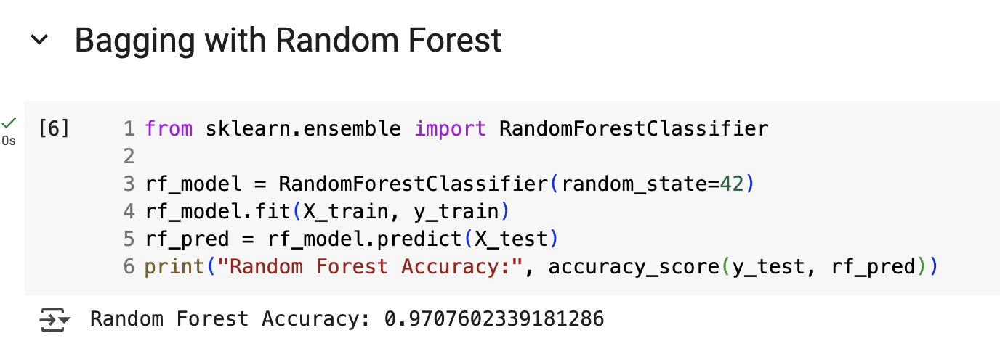 Bagging with Random Forest
[6]
0s
1 from sklearn.ensemble import RandomForestClassifier
2
3 rf_model = RandomForestClassifier(random_state=42)
4 rf_model.fit(X_train, y_train)
5 rf_pred = rf_model.predict(X_test)
6 print("Random Forest Accuracy:", accuracy_score(y_test, rf_pred))
Random Forest Accuracy: 0.9707602339181286